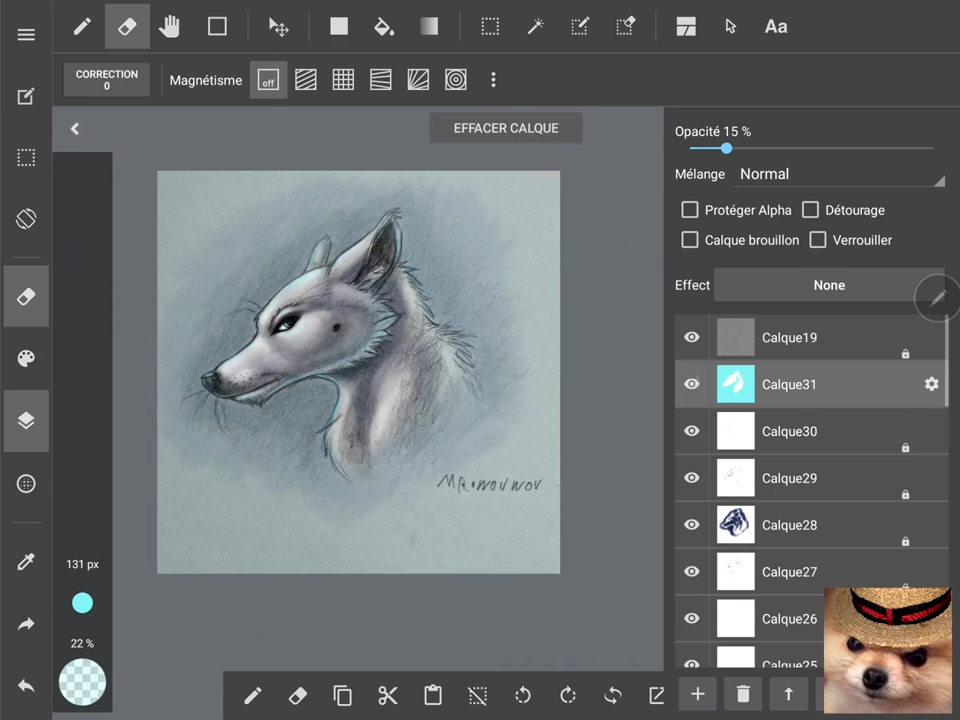 Aa
CORRECTION
0
Magnétisme
off
EFFACER CALQUE
Opacité 15 %
Mélange Normal
Protéger Alpha Détourage
Calque brouillon Verrouiller
Effect None
Calque19
Calque31
Calque30
Calque29
Calque28
Calque27
Calque26
Calque25
131 px
22 %
MR.WOUWOU